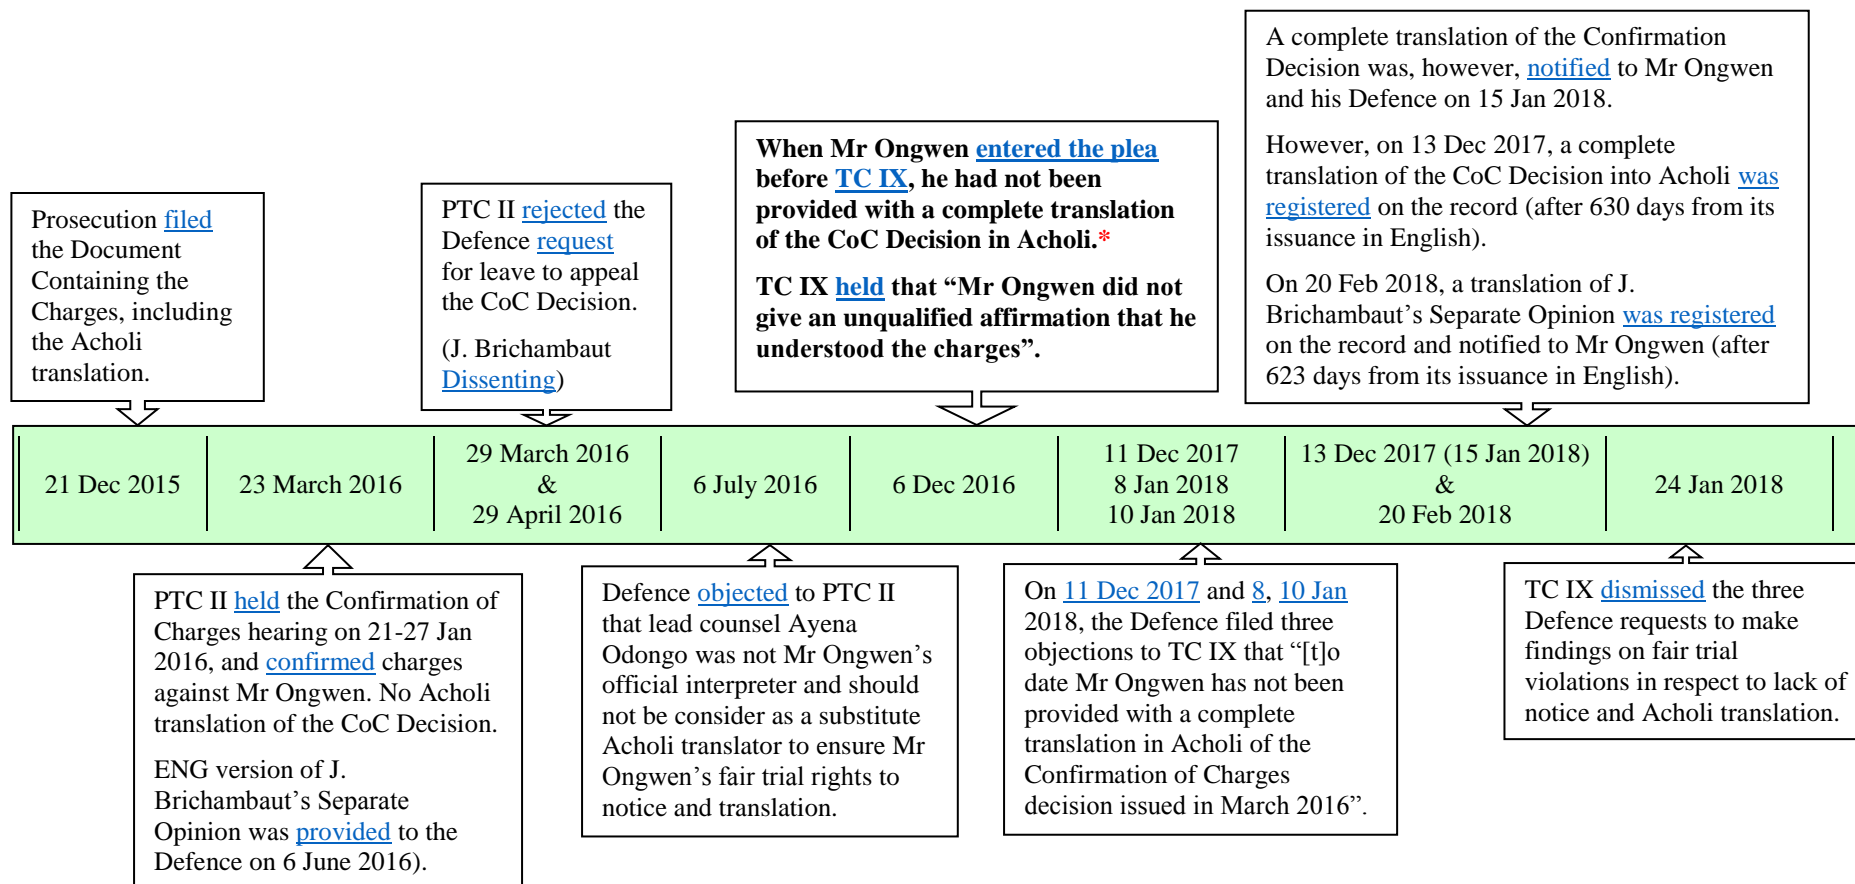 Prosecution filed
the Document
Containing the
Charges, including
the Acholi
translation.
PTC II rejected the
Defence request
for leave to appeal
the CoC Decision.
(J. Brichambaut
Dissenting)
When Mr Ongwen entered the plea
before TC IX, he had not been
provided with a complete translation
of the CoC Decision in Acholi.*
TC IX held that “Mr Ongwen did not
give an unqualified affirmation that he
understood the charges”.
A complete translation of the Confirmation
Decision was, however, notified to Mr Ongwen
and his Defence on 15 Jan 2018.
However, on 13 Dec 2017, a complete
translation of the CoC Decision into Acholi was
registered on the record (after 630 days from its
issuance in English).
On 20 Feb 2018, a translation of J.
Brichambaut’s Separate Opinion was registered
on the record and notified to Mr Ongwen (after
623 days from its issuance in English).
21 Dec 2015
23 March 2016
29 March 2016
&
29 April 2016
6 July 2016
6 Dec 2016
11 Dec 2017
8 Jan 2018
10 Jan 2018
13 Dec 2017 (15 Jan 2018)
&
20 Feb 2018
24 Jan 2018
PTC II held the Confirmation of
Charges hearing on 21-27 Jan
2016, and confirmed charges
against Mr Ongwen. No Acholi
translation of the CoC Decision.
ENG version of J.
Brichambaut’s Separate
Opinion was provided to the
Defence on 6 June 2016).
Defence objected to PTC II
that lead counsel Ayena
Odongo was not Mr Ongwen’s
official interpreter and should
not be consider as a substitute
Acholi translator to ensure Mr
Ongwen’s fair trial rights to
notice and translation.
On 11 Dec 2017 and 8, 10 Jan
2018, the Defence filed three
objections to TC IX that “[t]o
date Mr Ongwen has not been
provided with a complete
translation in Acholi of the
Confirmation of Charges
decision issued in March 2016”.
TC IX dismissed the three
Defence requests to make
findings on fair trial
violations in respect to lack of
notice and Acholi translation.